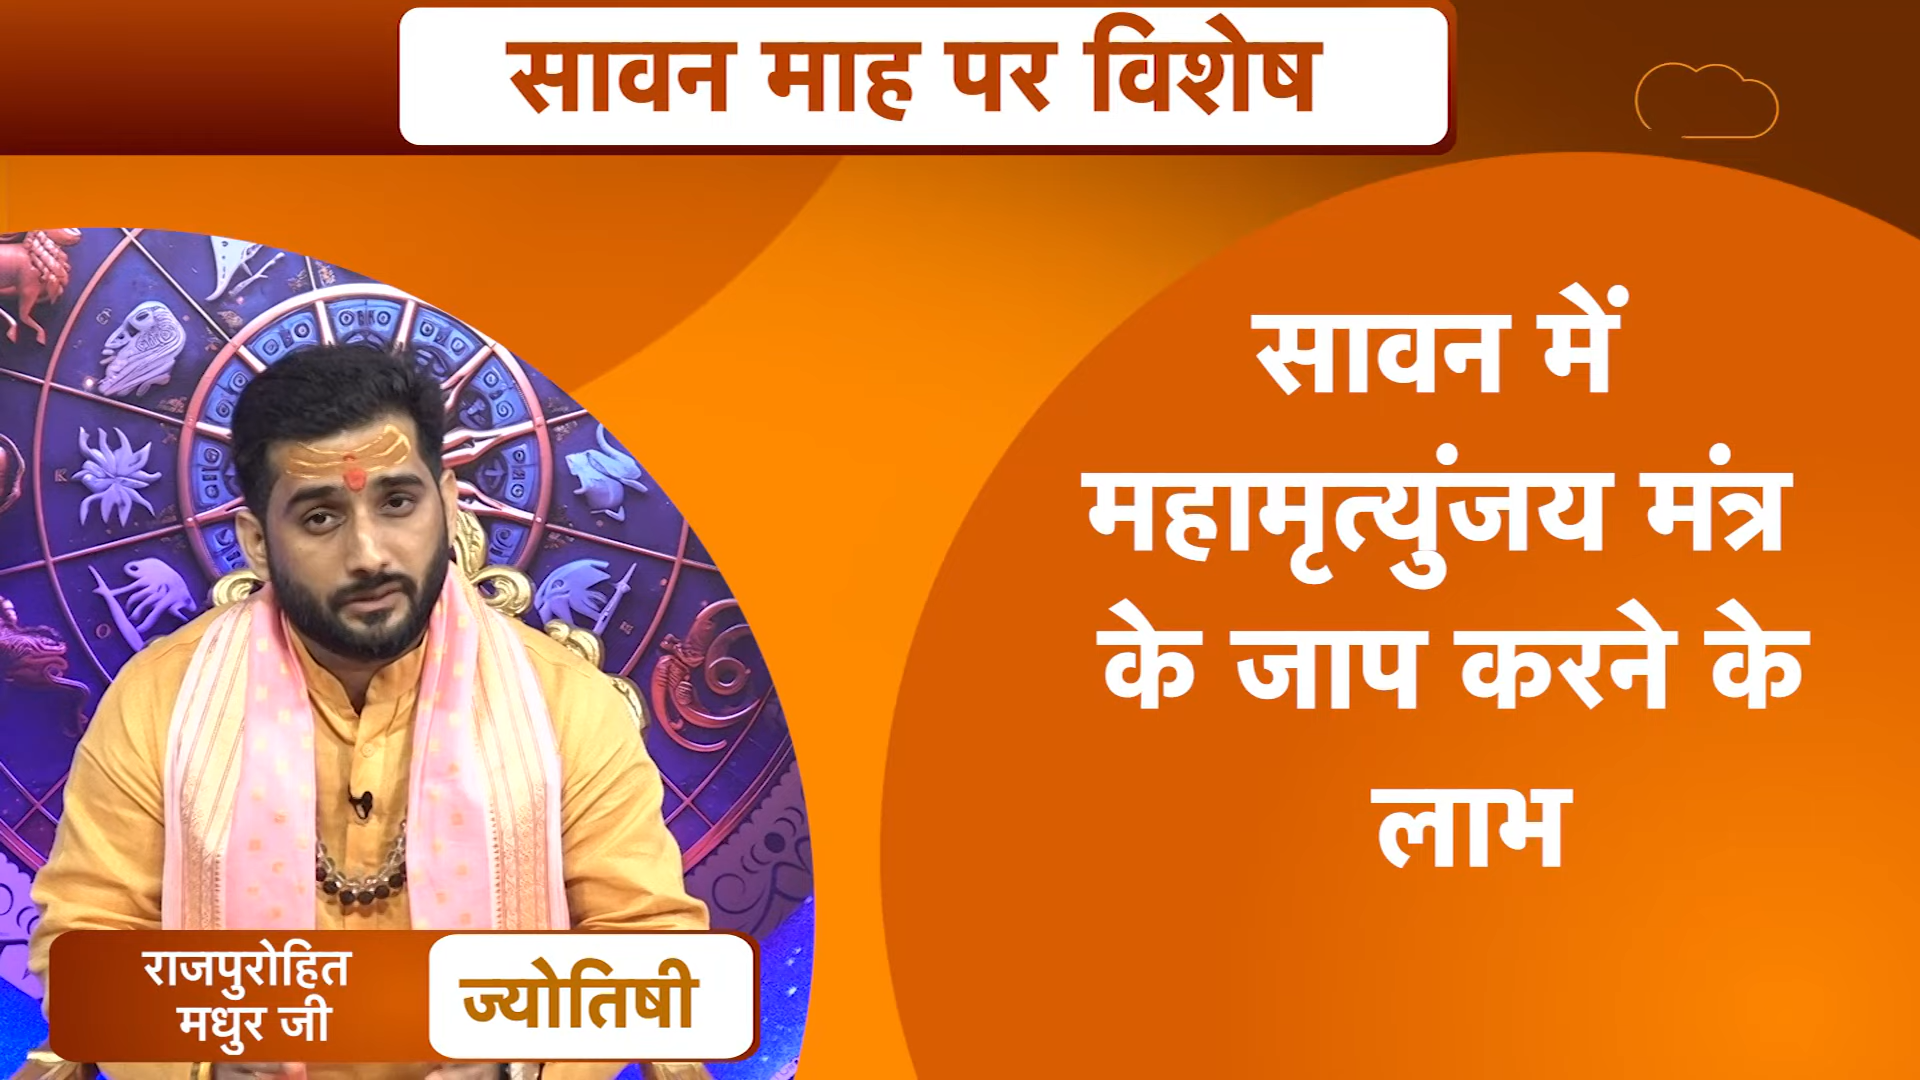 सावन माह पर विशेष
सावन में
महामृत्युंजय मंत्र
के जाप करने के
लाभ
राजपुरोहित
मधुर जी
ज्योतिषी